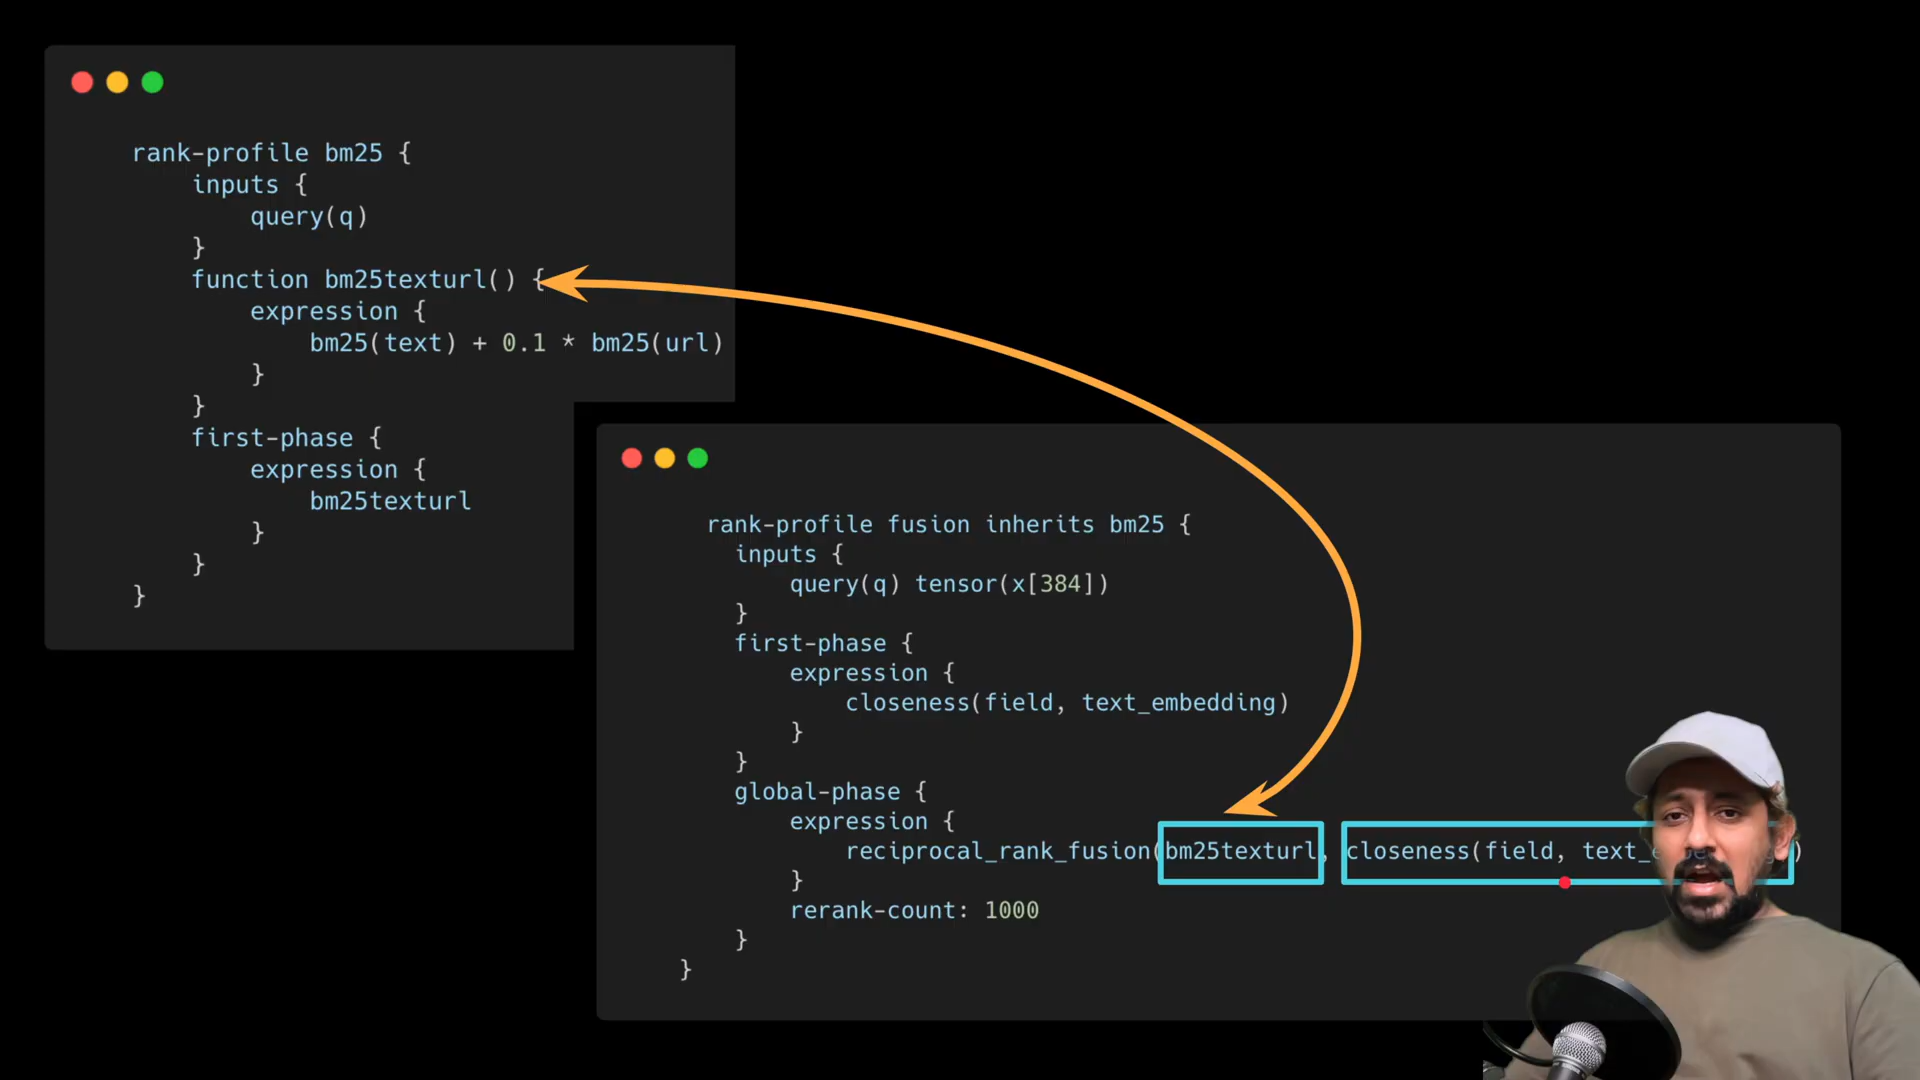 rank-profile bm25 {
inputs {
query(q)
}
function bm25texturl() {
expression {
bm25(text) + 0.1 * bm25(url)
}
}
first-phase {
expression {
bm25texturl
}
}
}
rank-profile fusion inherits bm25 {
inputs {
query(q) tensor(x[384])
}
first-phase {
expression {
closeness(field, text_embedding)
}
}
global-phase {
expression {
reciprocal_rank_fusion(bm25texturl, closeness(field,
}
rerank-count: 1000
}
}